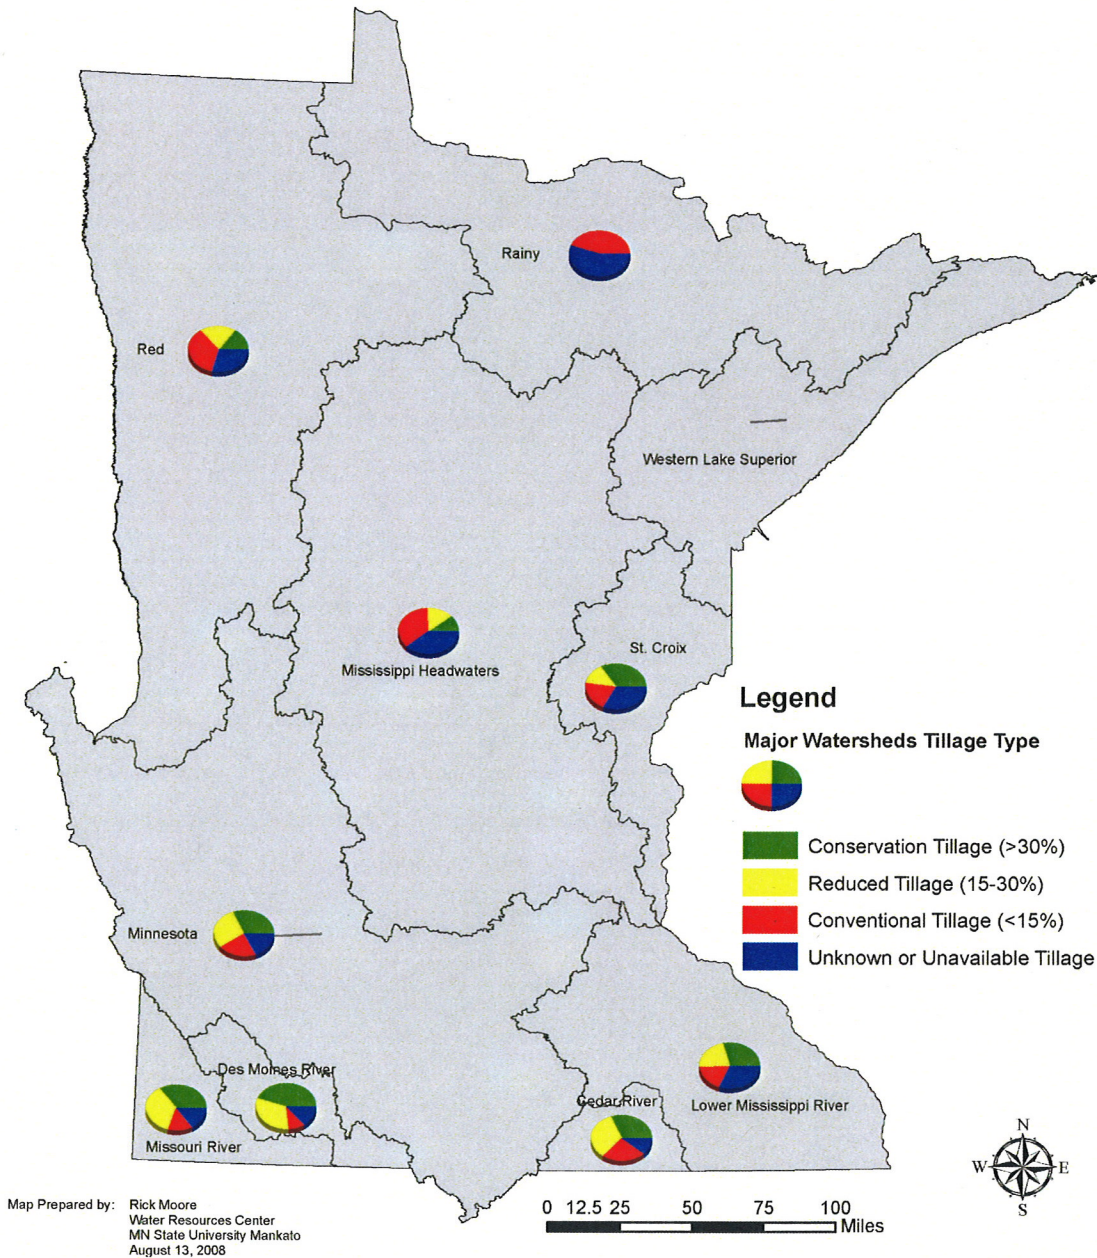 Rainy
Red
Western Lake Superior
Mississippi Headwaters
St. Croix
Legend
Major Watersheds Tillage Type
Conservation Tillage (>30%)
Reduced Tillage (15-30%)
Conventional Tillage (<15%)
Unknown or Unavailable Tillage
Minnesota
Des Moines River
Missouri River
Cedar River
Lower Mississippi River
N
W E
S
0 12.5 25 50 75 100
Miles
Map Prepared by: Rick Moore
Water Resources Center
MN State University Mankato
August 13, 2008